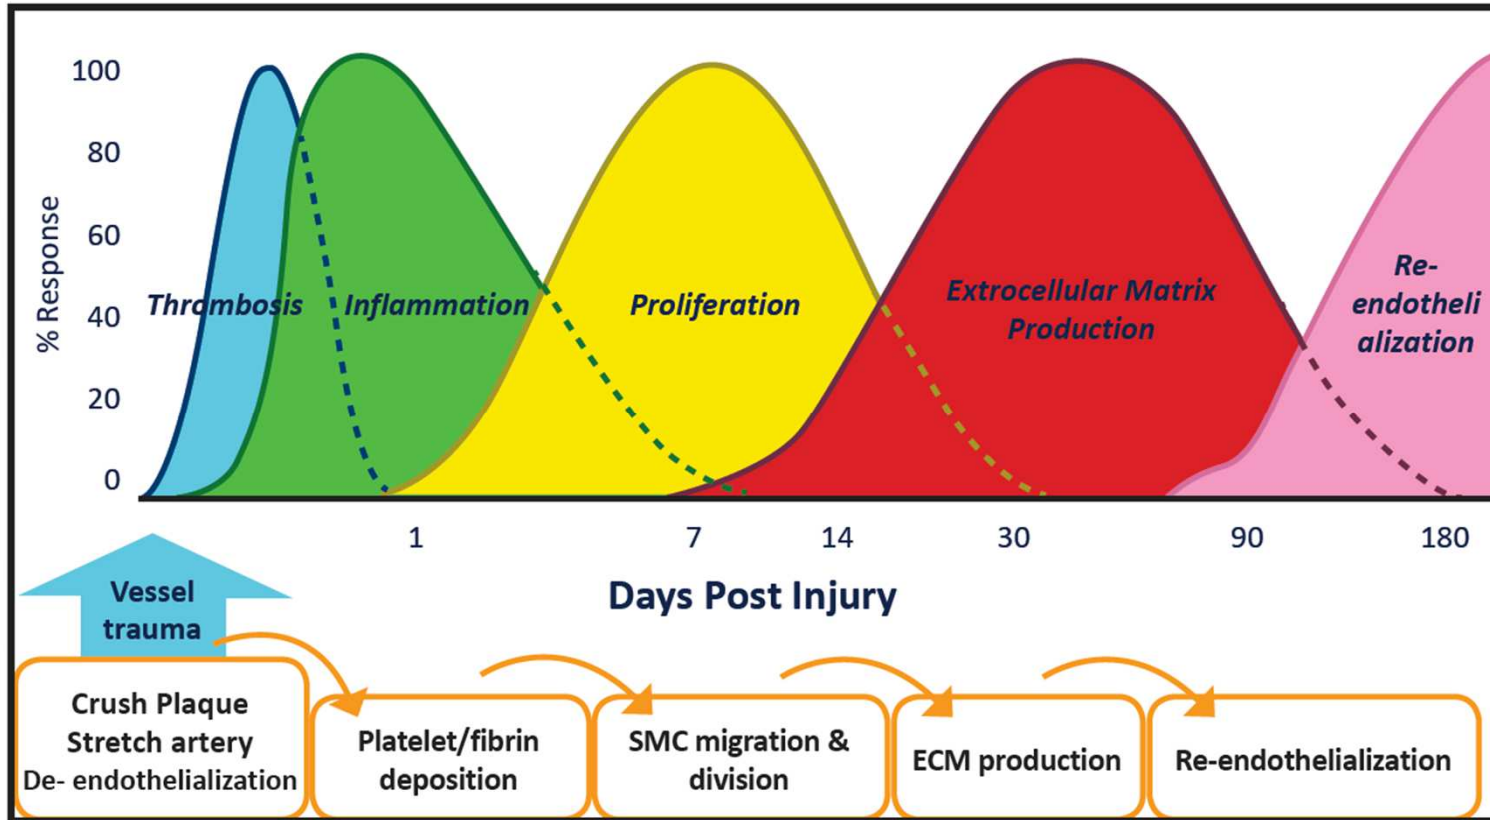 100
80
60
40
20
0
% Response
Thrombosis
Inflammation
Proliferation
Extrocellular Matrix
Production
Re-
endotheli
alization
1
7
14
30
90
180
Days Post Injury
Vessel
trauma
Crush Plaque
Stretch artery
De- endothelialization
Platelet/fibrin
deposition
SMC migration &
division
ECM production
Re-endothelialization